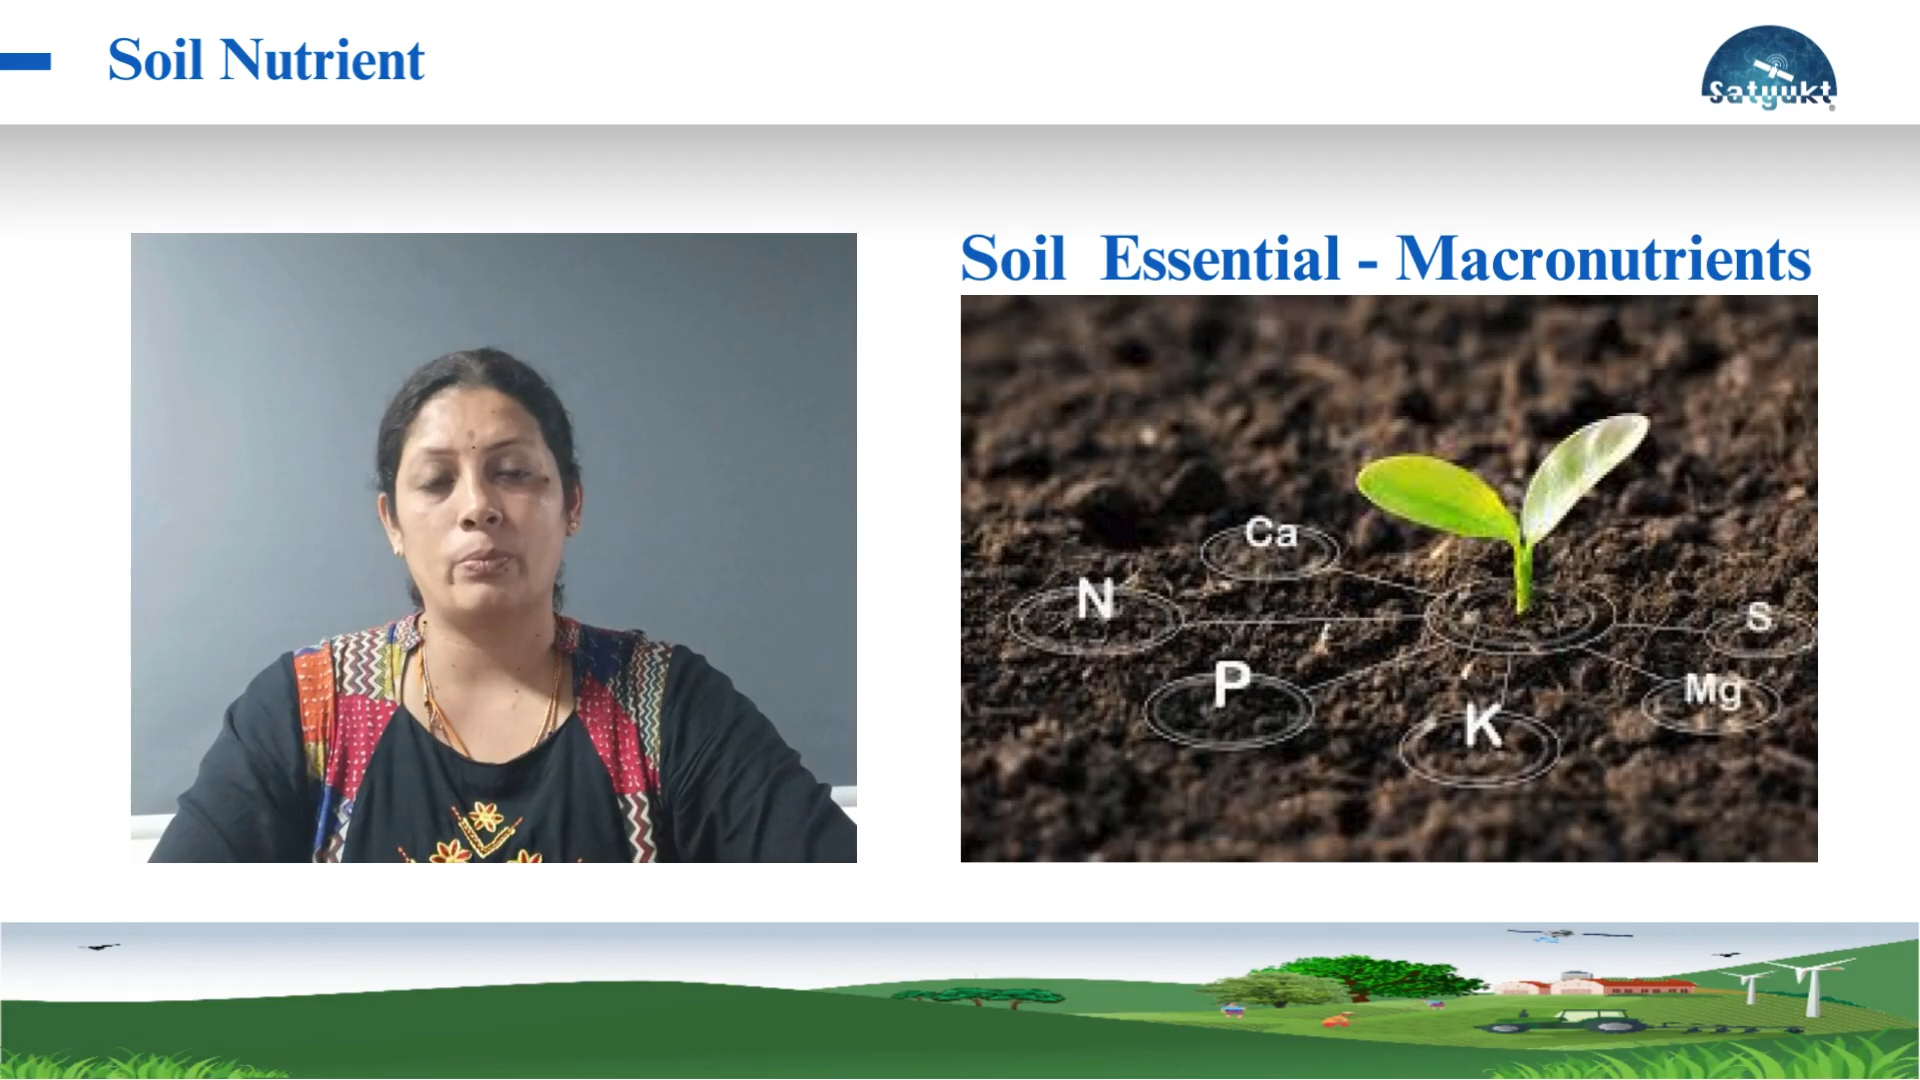 Soil Nutrient
Satyukt
Soil Essential - Macronutrients
Ca
N
S
P
Mg
K